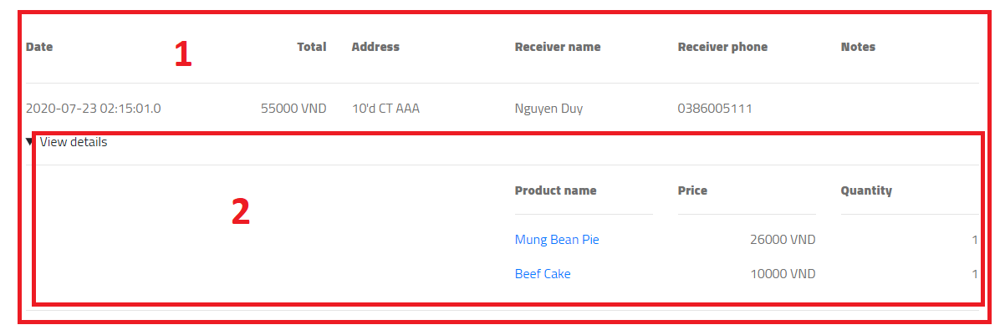 Date Total Address Receiver name Receiver phone Notes
1
2020-07-23 02:15:01.0 55000 VND 10'd CT AAA Nguyen Duy 0386005111
▼ View details
Product name Price Quantity
2
Mung Bean Pie 26000 VND 1
Beef Cake 10000 VND 1